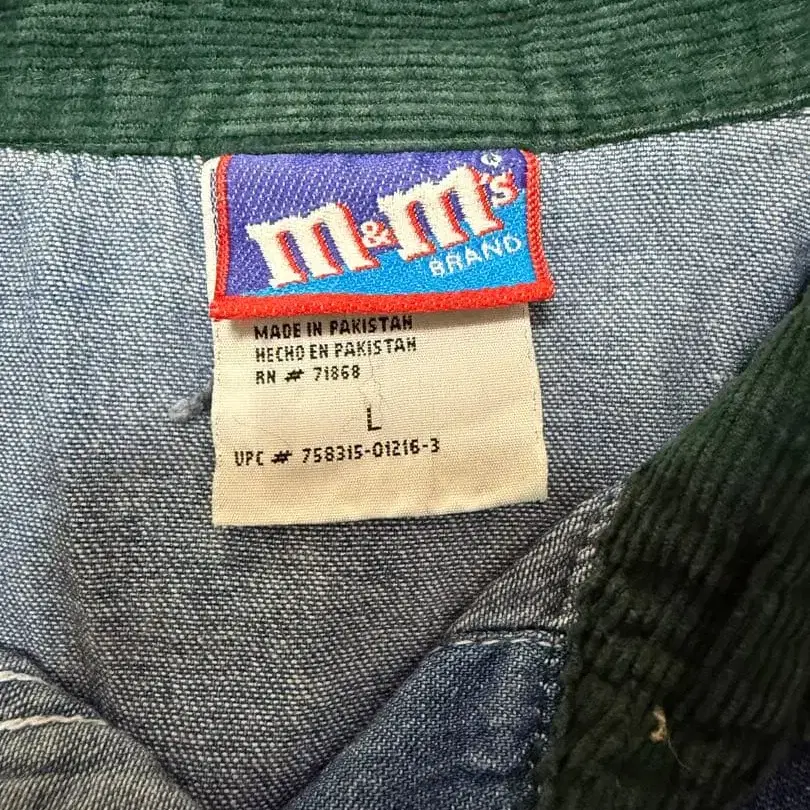 m&m's®
BRAND
MADE IN PAKISTAN
HECHO EN PAKISTAN
RN # 71868
L
UPC # 758315-01216-3